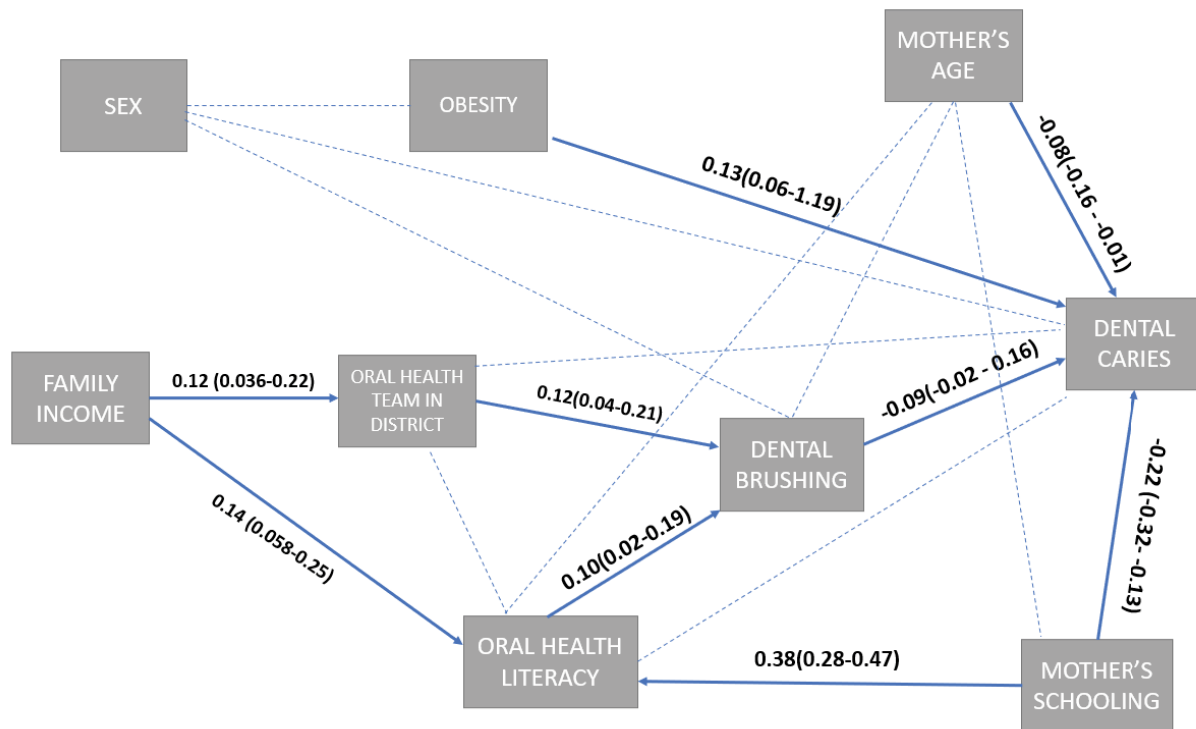 MOTHER'S
AGE
SEX
OBESITY
-0.08(-0.16 - -0.01)
0.13(0.06-1.19)
DENTAL
CARIES
FAMILY
INCOME
0.12 (0.036-0.22)
ORAL HEALTH
TEAM IN
DISTRICT
0.12(0.04-0.21)
-0.09(-0.02 - 0.16)
DENTAL
BRUSHING
0.14 (0.058-0.25)
0.10(0.02-0.19)
-0.22 (-0.32- -0.13)
ORAL HEALTH
LITERACY
0.38(0.28-0.47)
MOTHER'S
SCHOOLING